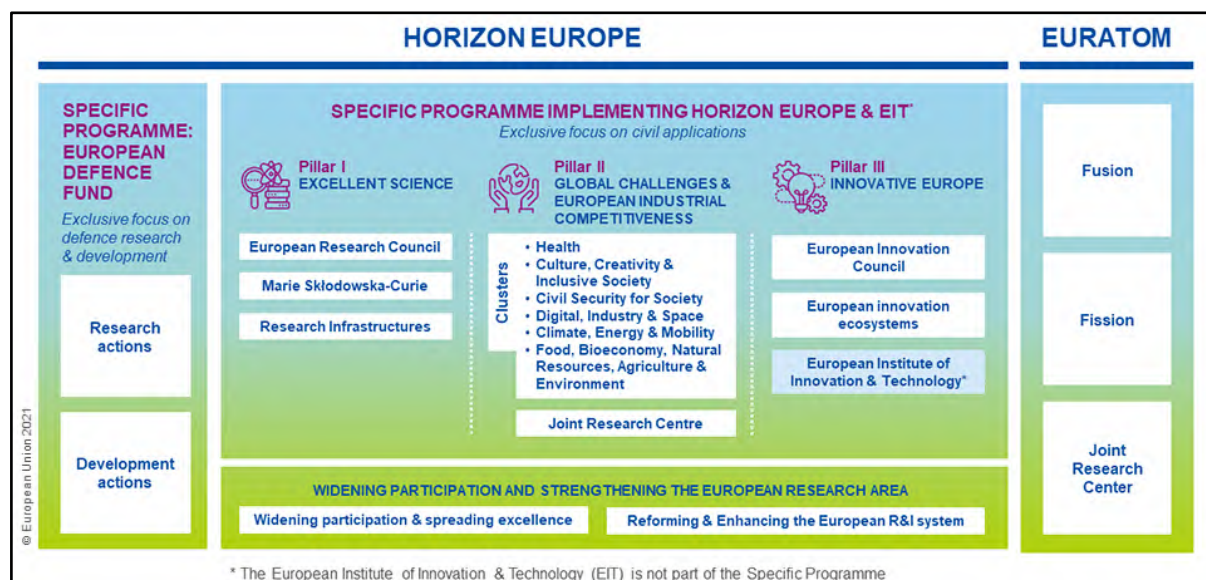 HORIZON EUROPE
EURATOM
SPECIFIC
PROGRAMME:
EUROPEAN
DEFENCE
FUND
Exclusive focus on
defence research
& development
Research
actions
Development
actions
SPECIFIC PROGRAMME IMPLEMENTING HORIZON EUROPE & EIT*
Exclusive focus on civil applications
Pillar I
EXCELLENT SCIENCE
European Research Council
Marie Skłodowska-Curie
Research Infrastructures
Pillar II
GLOBAL CHALLENGES &
EUROPEAN INDUSTRIAL
COMPETITIVENESS
Clusters
• Health
• Culture, Creativity &
Inclusive Society
• Civil Security for Society
• Digital, Industry & Space
• Climate, Energy & Mobility
• Food, Bioeconomy, Natural
Resources, Agriculture &
Environment
Joint Research Centre
Pillar III
INNOVATIVE EUROPE
European Innovation
Council
European innovation
ecosystems
European Institute of
Innovation & Technology*
WIDENING PARTICIPATION AND STRENGTHENING THE EUROPEAN RESEARCH AREA
Widening participation & spreading excellence
Reforming & Enhancing the European R&I system
Fusion
Fission
Joint
Research
Center
© European Union 2021
* The European Institute of Innovation & Technology (EIT) is not part of the Specific Programme